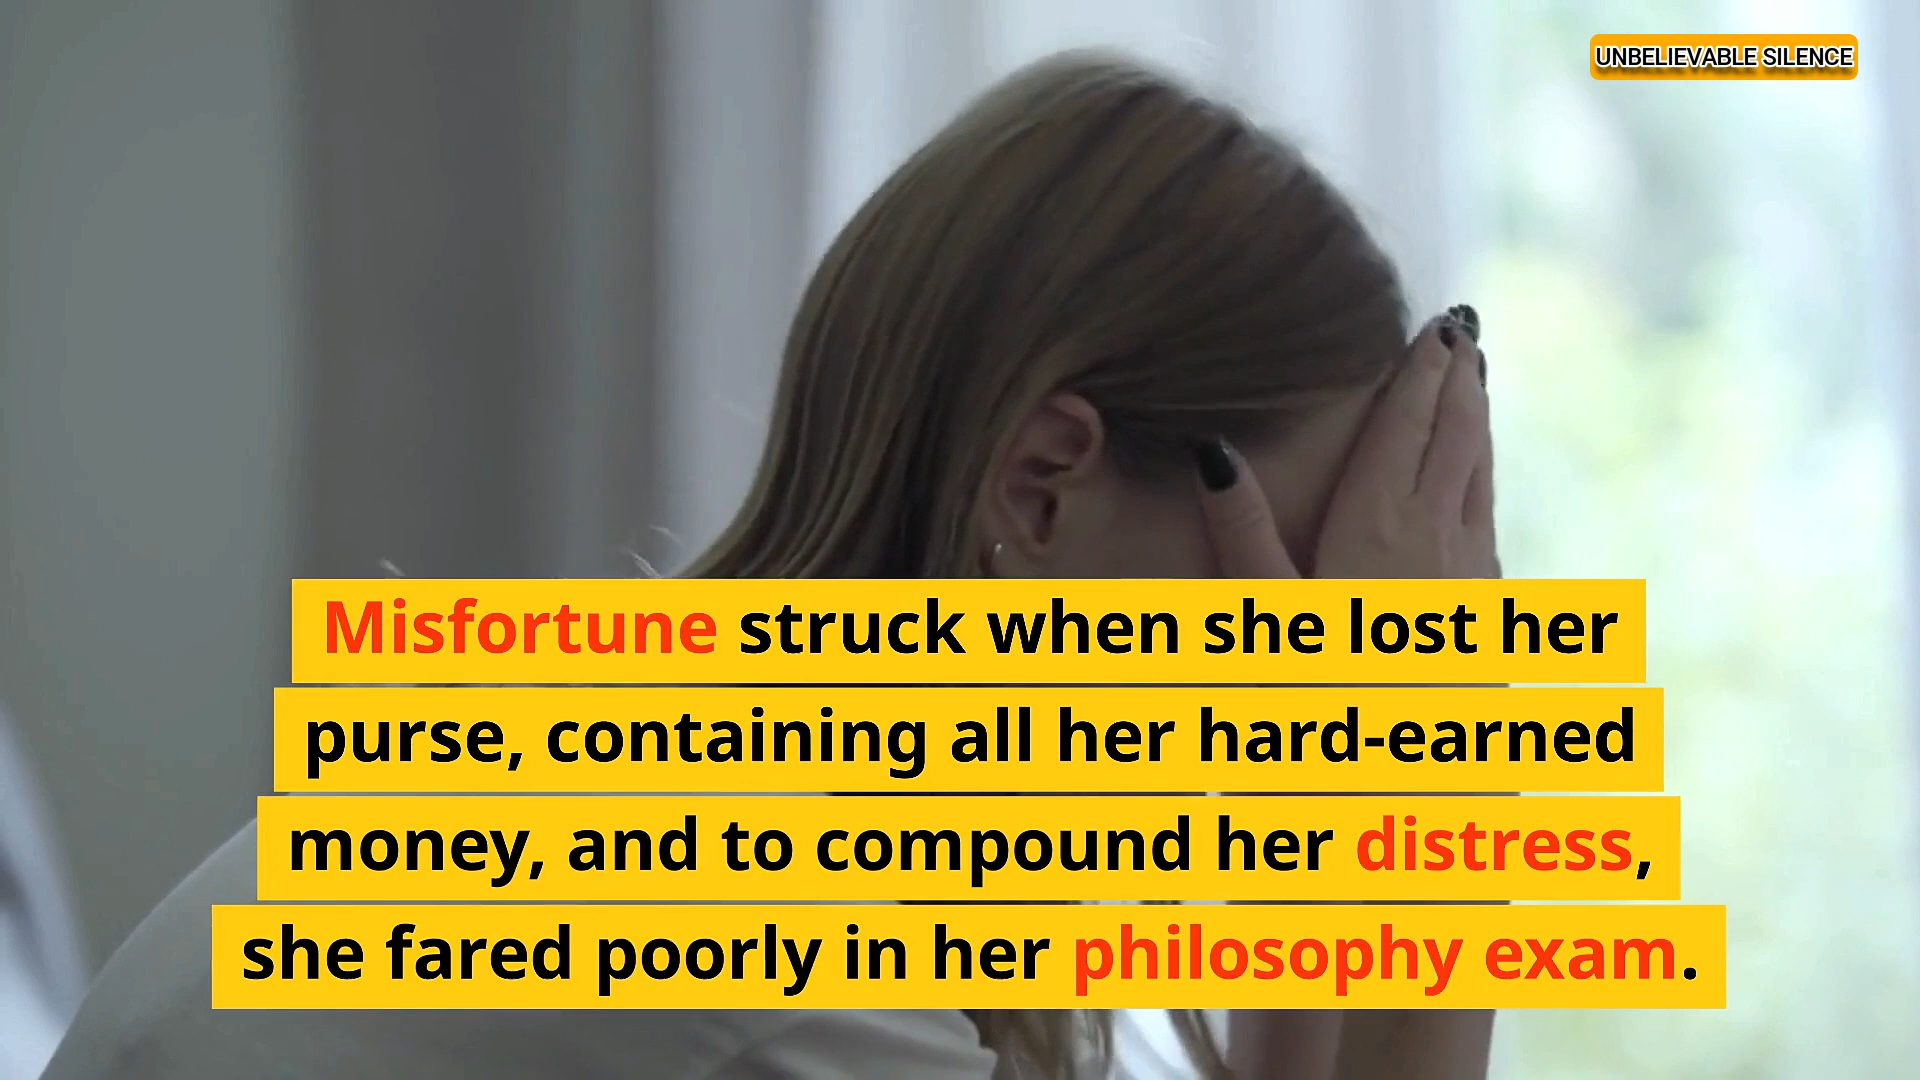 UNBELIEVABLE SILENCE
Misfortune struck when she lost her
purse, containing all her hard-earned
money, and to compound her distress,
she fared poorly in her philosophy exam.